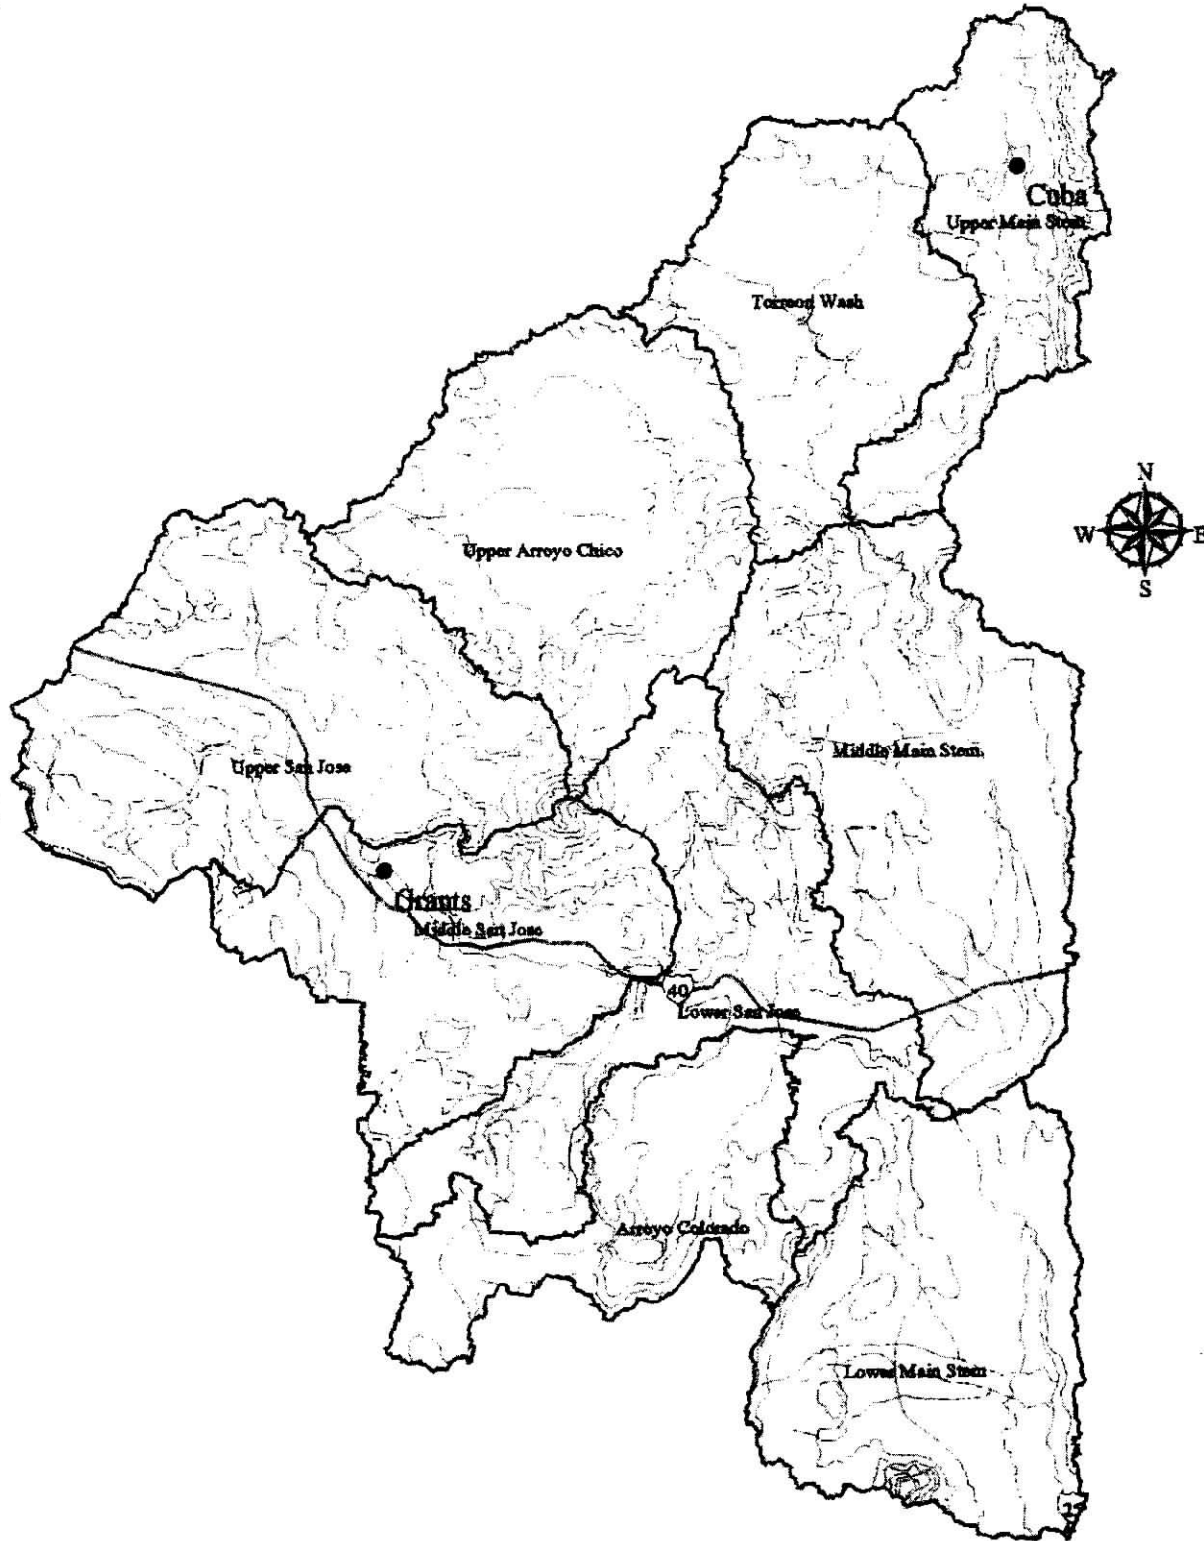 Cuba
Upper Main Stem
Torreon Wash
N
W E
S
Upper Arroyo Chico
Middle Main Stem
Upper San Jose
Grants
Middle San Jose
40
Lower San Jose
Arroyo Colorado
Lower Main Stem